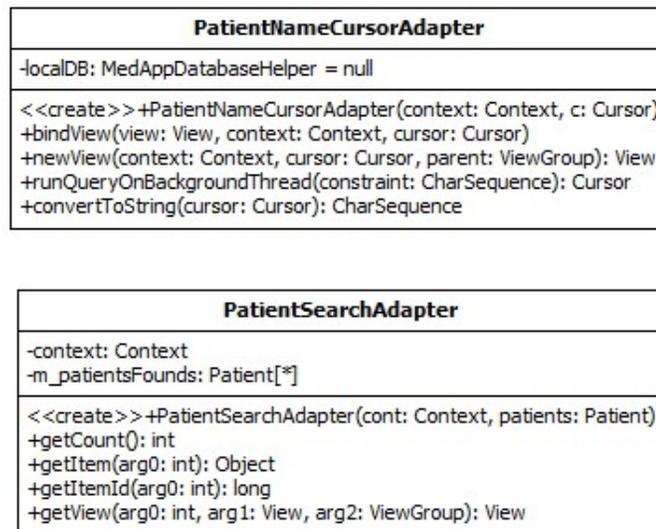 PatientNameCursorAdapter
-localDB: MedAppDatabaseHelper = null
<<create>>+PatientNameCursorAdapter(context: Context, c: Cursor)
+bindView(view: View, context: Context, cursor: Cursor)
+newView(context: Context, cursor: Cursor, parent: ViewGroup): View
+runQueryOnBackgroundThread(constraint: CharSequence): Cursor
+convertToString(cursor: Cursor): CharSequence
PatientSearchAdapter
-context: Context
-m_patientsFounds: Patient[*]
<<create>>+PatientSearchAdapter(cont: Context, patients: Patient)
+getCount(): int
+getItem(arg0: int): Object
+getItemId(arg0: int): long
+getView(arg0: int, arg1: View, arg2: ViewGroup): View